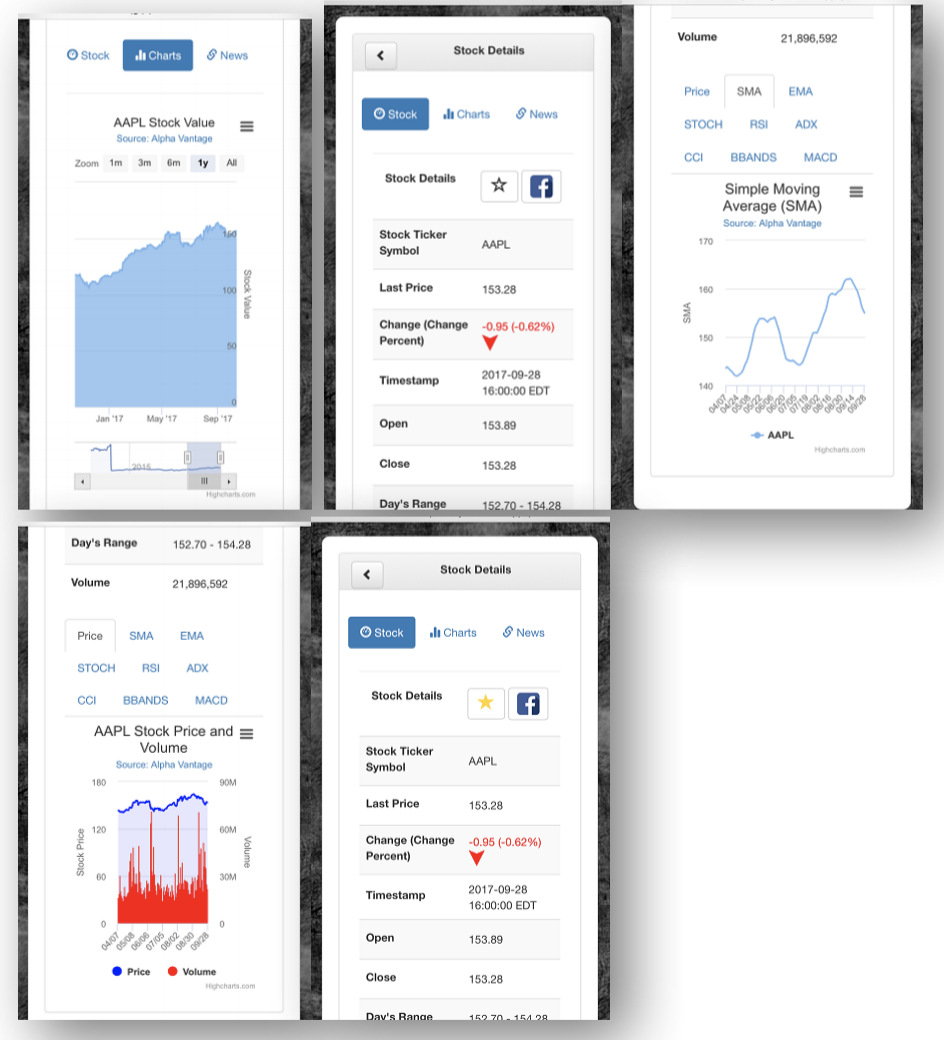 Stock Charts News
AAPL Stock Value
Source: Alpha Vantage
Zoom 1m 3m 6m 1y All
150
100
50
0
Stock Value
Jan '17 May '17 Sep '17
2015
Highcharts.com
Stock Details
Stock Charts News
Stock Details
Stock Ticker
Symbol
AAPL
Last Price 153.28
Change (Change
Percent)
-0.95 (-0.62%)
Timestamp
2017-09-28
16:00:00 EDT
Open 153.89
Close 153.28
Day's Range 152.70 - 154.28
Volume 21,896,592
Price SMA EMA
STOCH RSI ADX
CCI BBANDS MACD
Simple Moving
Average (SMA)
Source: Alpha Vantage
170
160
150
140
SMA
04/07 04/24 05/08 05/22 06/06 06/20 07/05 07/19 08/02 08/16 08/30 09/14 09/28
AAPL
Highcharts.com
Day's Range 152.70 - 154.28
Volume 21,896,592
Price SMA EMA
STOCH RSI ADX
CCI BBANDS MACD
AAPL Stock Price and
Volume
Source: Alpha Vantage
180 90M
120 60M
60 30M
0 0
Stock Price
Volume
04/07 05/08 06/06 07/05 08/02 08/30 09/28
Price Volume
Highcharts.com
Stock Details
Stock Charts News
Stock Details
Stock Ticker
Symbol
AAPL
Last Price 153.28
Change (Change
Percent)
-0.95 (-0.62%)
Timestamp
2017-09-28
16:00:00 EDT
Open 153.89
Close 153.28
Day's Range 152.70 - 154.28